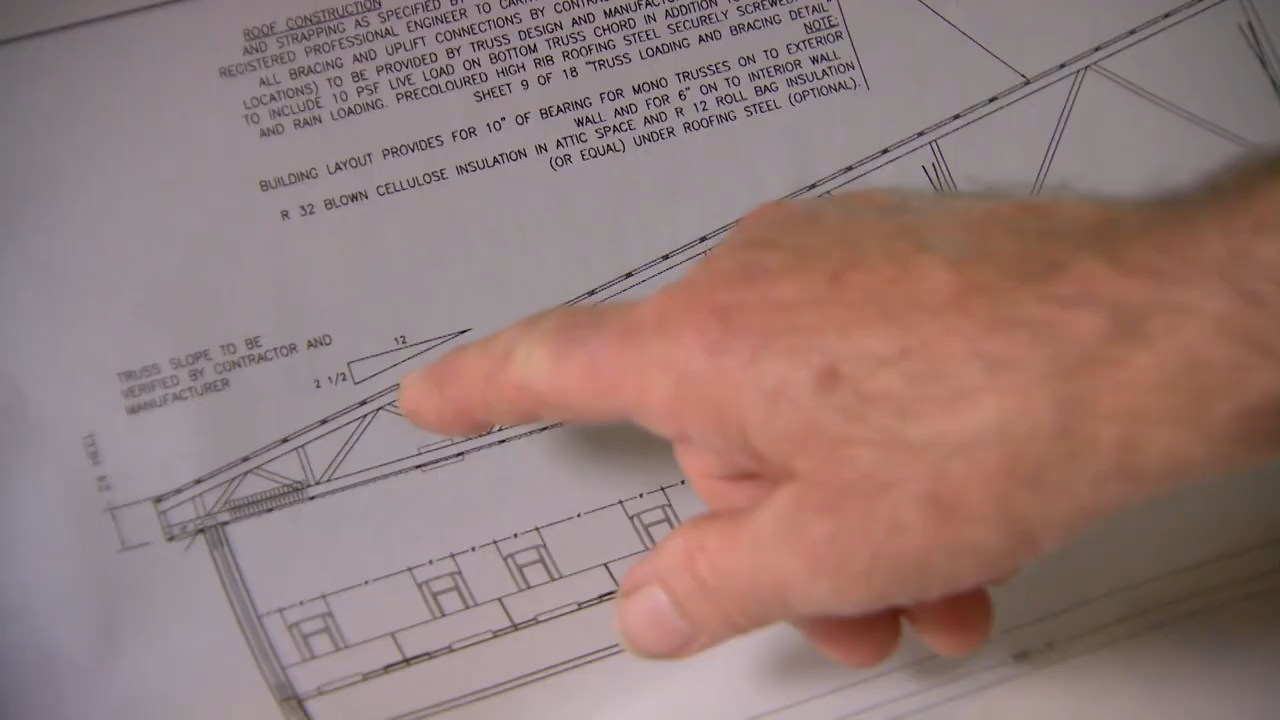 ROOF CONSTRUCTION
AND STRAPPING AS SPECIFIED BY
REGISTERED PROFESSIONAL ENGINEER TO
ALL BRACING AND UPLIFT CONNECTIONS BY
LOCATIONS) TO BE PROVIDED BY TRUSS DESIGN AND
TO INCLUDE 10 PSF LIVE LOAD ON BOTTOM TRUSS CHORD IN ADDITION TO
AND RAIN LOADING. PRECOLOURED HIGH RIB ROOFING STEEL SECURELY
SHEET 9 OF 18 "TRUSS LOADING AND BRACING DETAIL"
NOTE:
BUILDING LAYOUT PROVIDES FOR 10" OF BEARING FOR MONO TRUSSES ON TO EXTERIOR
WALL AND FOR 6" ON TO INTERIOR WALL
R 32 BLOWN CELLULOSE INSULATION IN ATTIC SPACE AND R 12 ROLL BAG INSULATION
(OR EQUAL) UNDER ROOFING STEEL (OPTIONAL).
TRUSS SLOPE TO BE
VERIFIED BY CONTRACTOR AND
MANUFACTURER
12
2 1/2